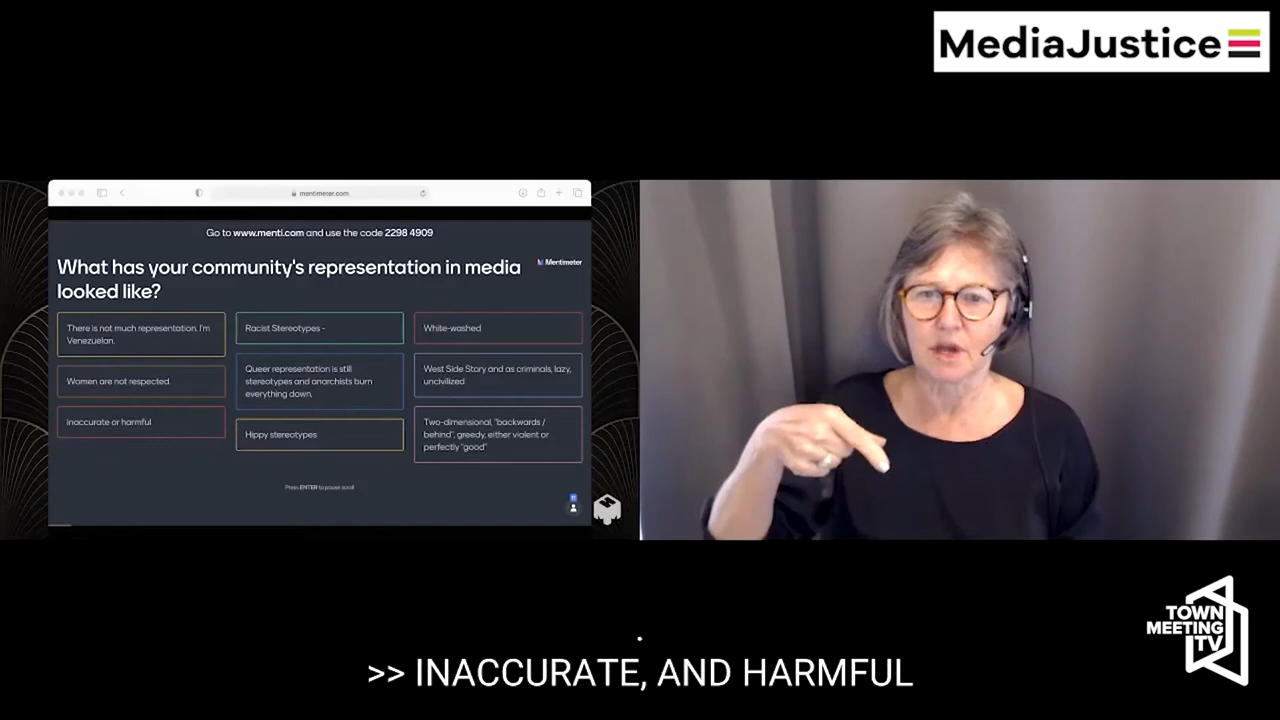 MediaJustice
mentimeter.com
Go to www.menti.com and use the code 2298 4909
What has your community's representation in media
looked like?
Mentimeter
There is not much representation. I'm
Venezuelan.
Racist Stereotypes -
White-washed
Women are not respected.
Queer representation is still
stereotypes and anarchists burn
everything down.
West Side Story and as criminals, lazy,
uncivilized
Inaccurate or harmful
Hippy stereotypes
Two-dimensional, "backwards /
behind", greedy, either violent or
perfectly "good"
Press ENTER to pause scroll
TOWN
MEETING
TV
.
>> INACCURATE, AND HARMFUL